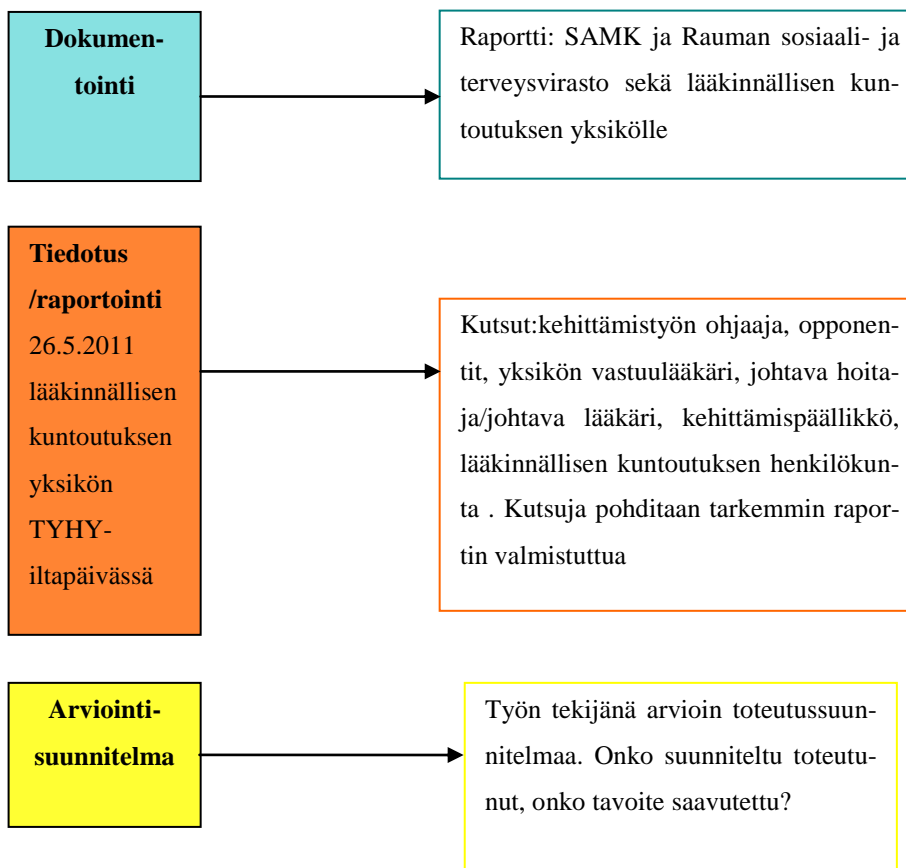 Dokumen-
tointi
Raportti: SAMK ja Rauman sosiaali- ja
terveysvirasto sekä lääkinnällisen kun-
toutuksen yksikölle
Tiedotus
/raportointi
26.5.2011
lääkinnällisen
kuntoutuksen
yksikön
TYHY-
iltapäivässä
Kutsut:kehittämistyön ohjaaja, opponen-
tit, yksikön vastuulääkäri, johtava hoita-
ja/johtava lääkäri, kehittämispäällikkö,
lääkinnällisen kuntoutuksen henkilökun-
ta . Kutsuja pohditaan tarkemmin rapor-
tin valmistuttua
Arviointi-
suunnitelma
Työn tekijänä arvioin toteutussuun-
nitelmaa. Onko suunniteltu toteutu-
nut, onko tavoite saavutettu?